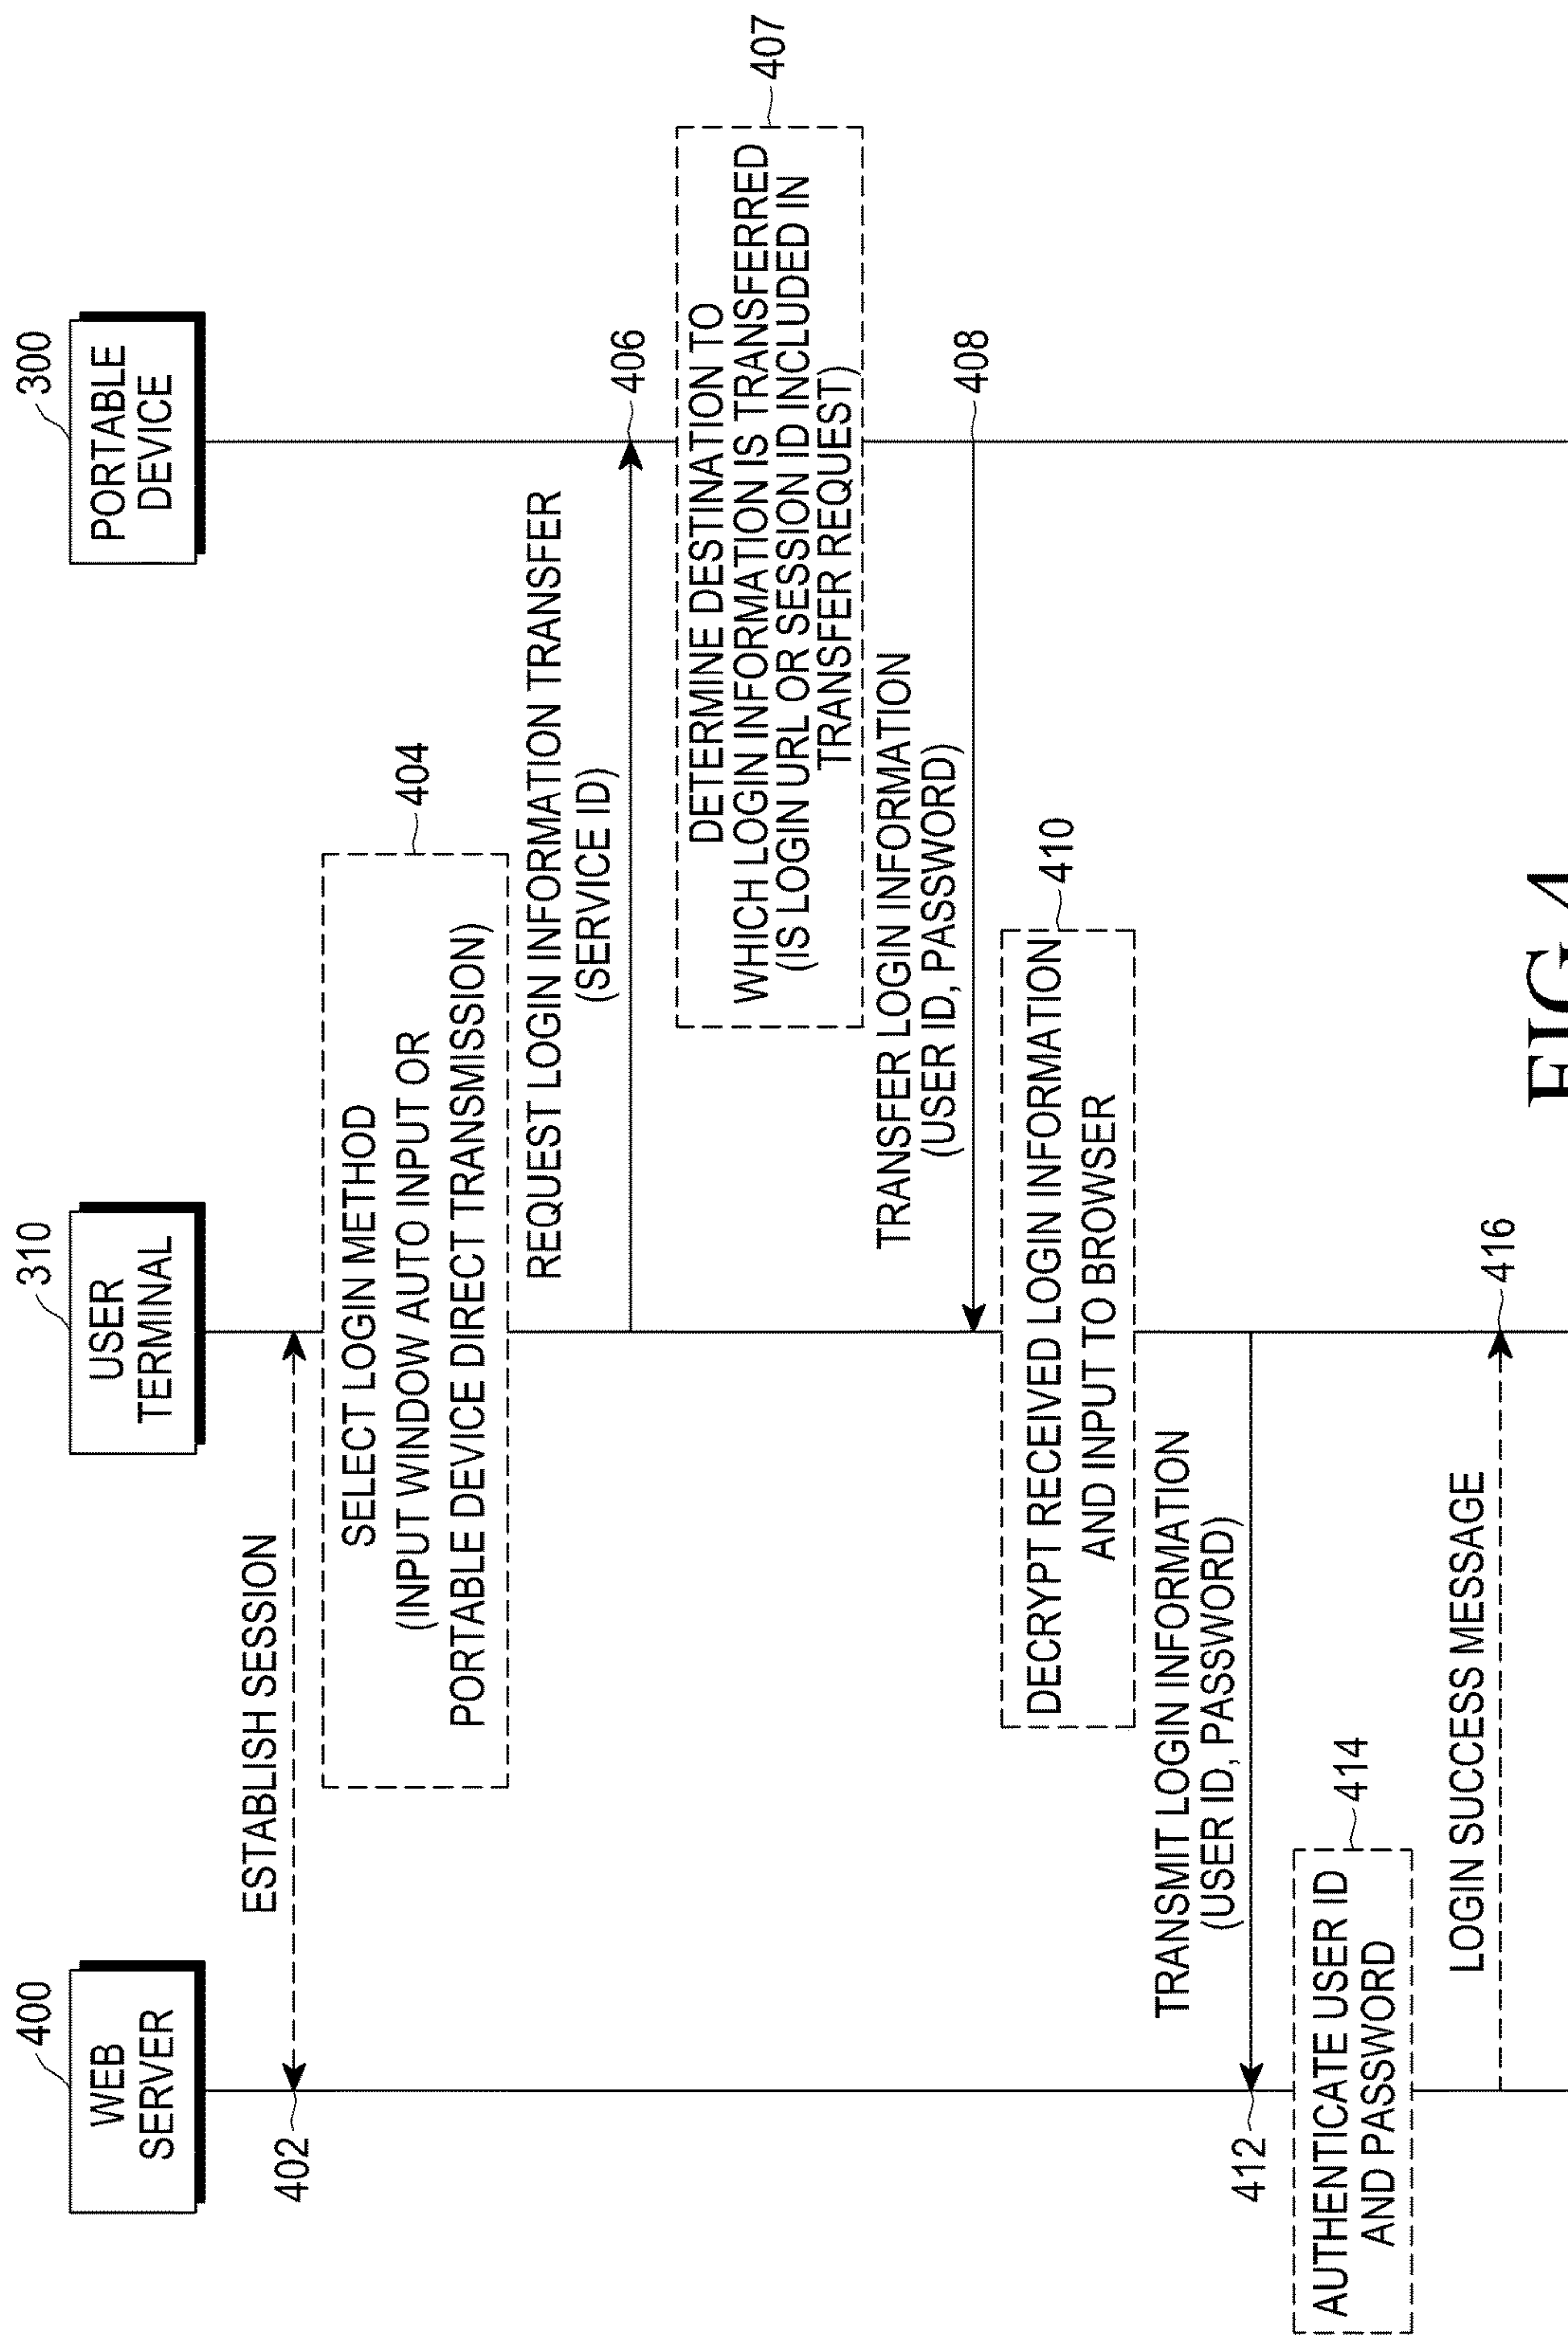 400
WEB
SERVER
310
USER
TERMINAL
300
PORTABLE
DEVICE
ESTABLISH SESSION
402
SELECT LOGIN METHOD
(INPUT WINDOW AUTO INPUT OR
PORTABLE DEVICE DIRECT TRANSMISSION)
404
REQUEST LOGIN INFORMATION TRANSFER
(SERVICE ID)
406
DETERMINE DESTINATION TO
WHICH LOGIN INFORMATION IS TRANSFERRED
(IS LOGIN URL OR SESSION ID INCLUDED IN
TRANSFER REQUEST)
407
TRANSFER LOGIN INFORMATION
(USER ID, PASSWORD)
408
DECRYPT RECEIVED LOGIN INFORMATION
AND INPUT TO BROWSER
410
TRANSMIT LOGIN INFORMATION
(USER ID, PASSWORD)
412
AUTHENTICATE USER ID
AND PASSWORD
414
LOGIN SUCCESS MESSAGE
416
FIG.4